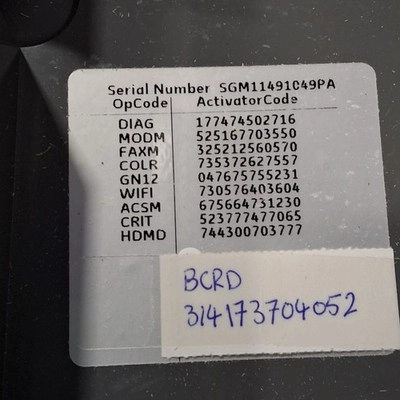 Serial Number SGM11491049PA
OpCode ActivatorCode
DIAG 177474502716
MODM 525167703550
FAXM 325212560570
COLR 735372627557
GN12 047675755231
WIFI 730576403604
ACSM 675664731230
CRIT 523777477065
HDMD 744300703777
BCRD
314173704052